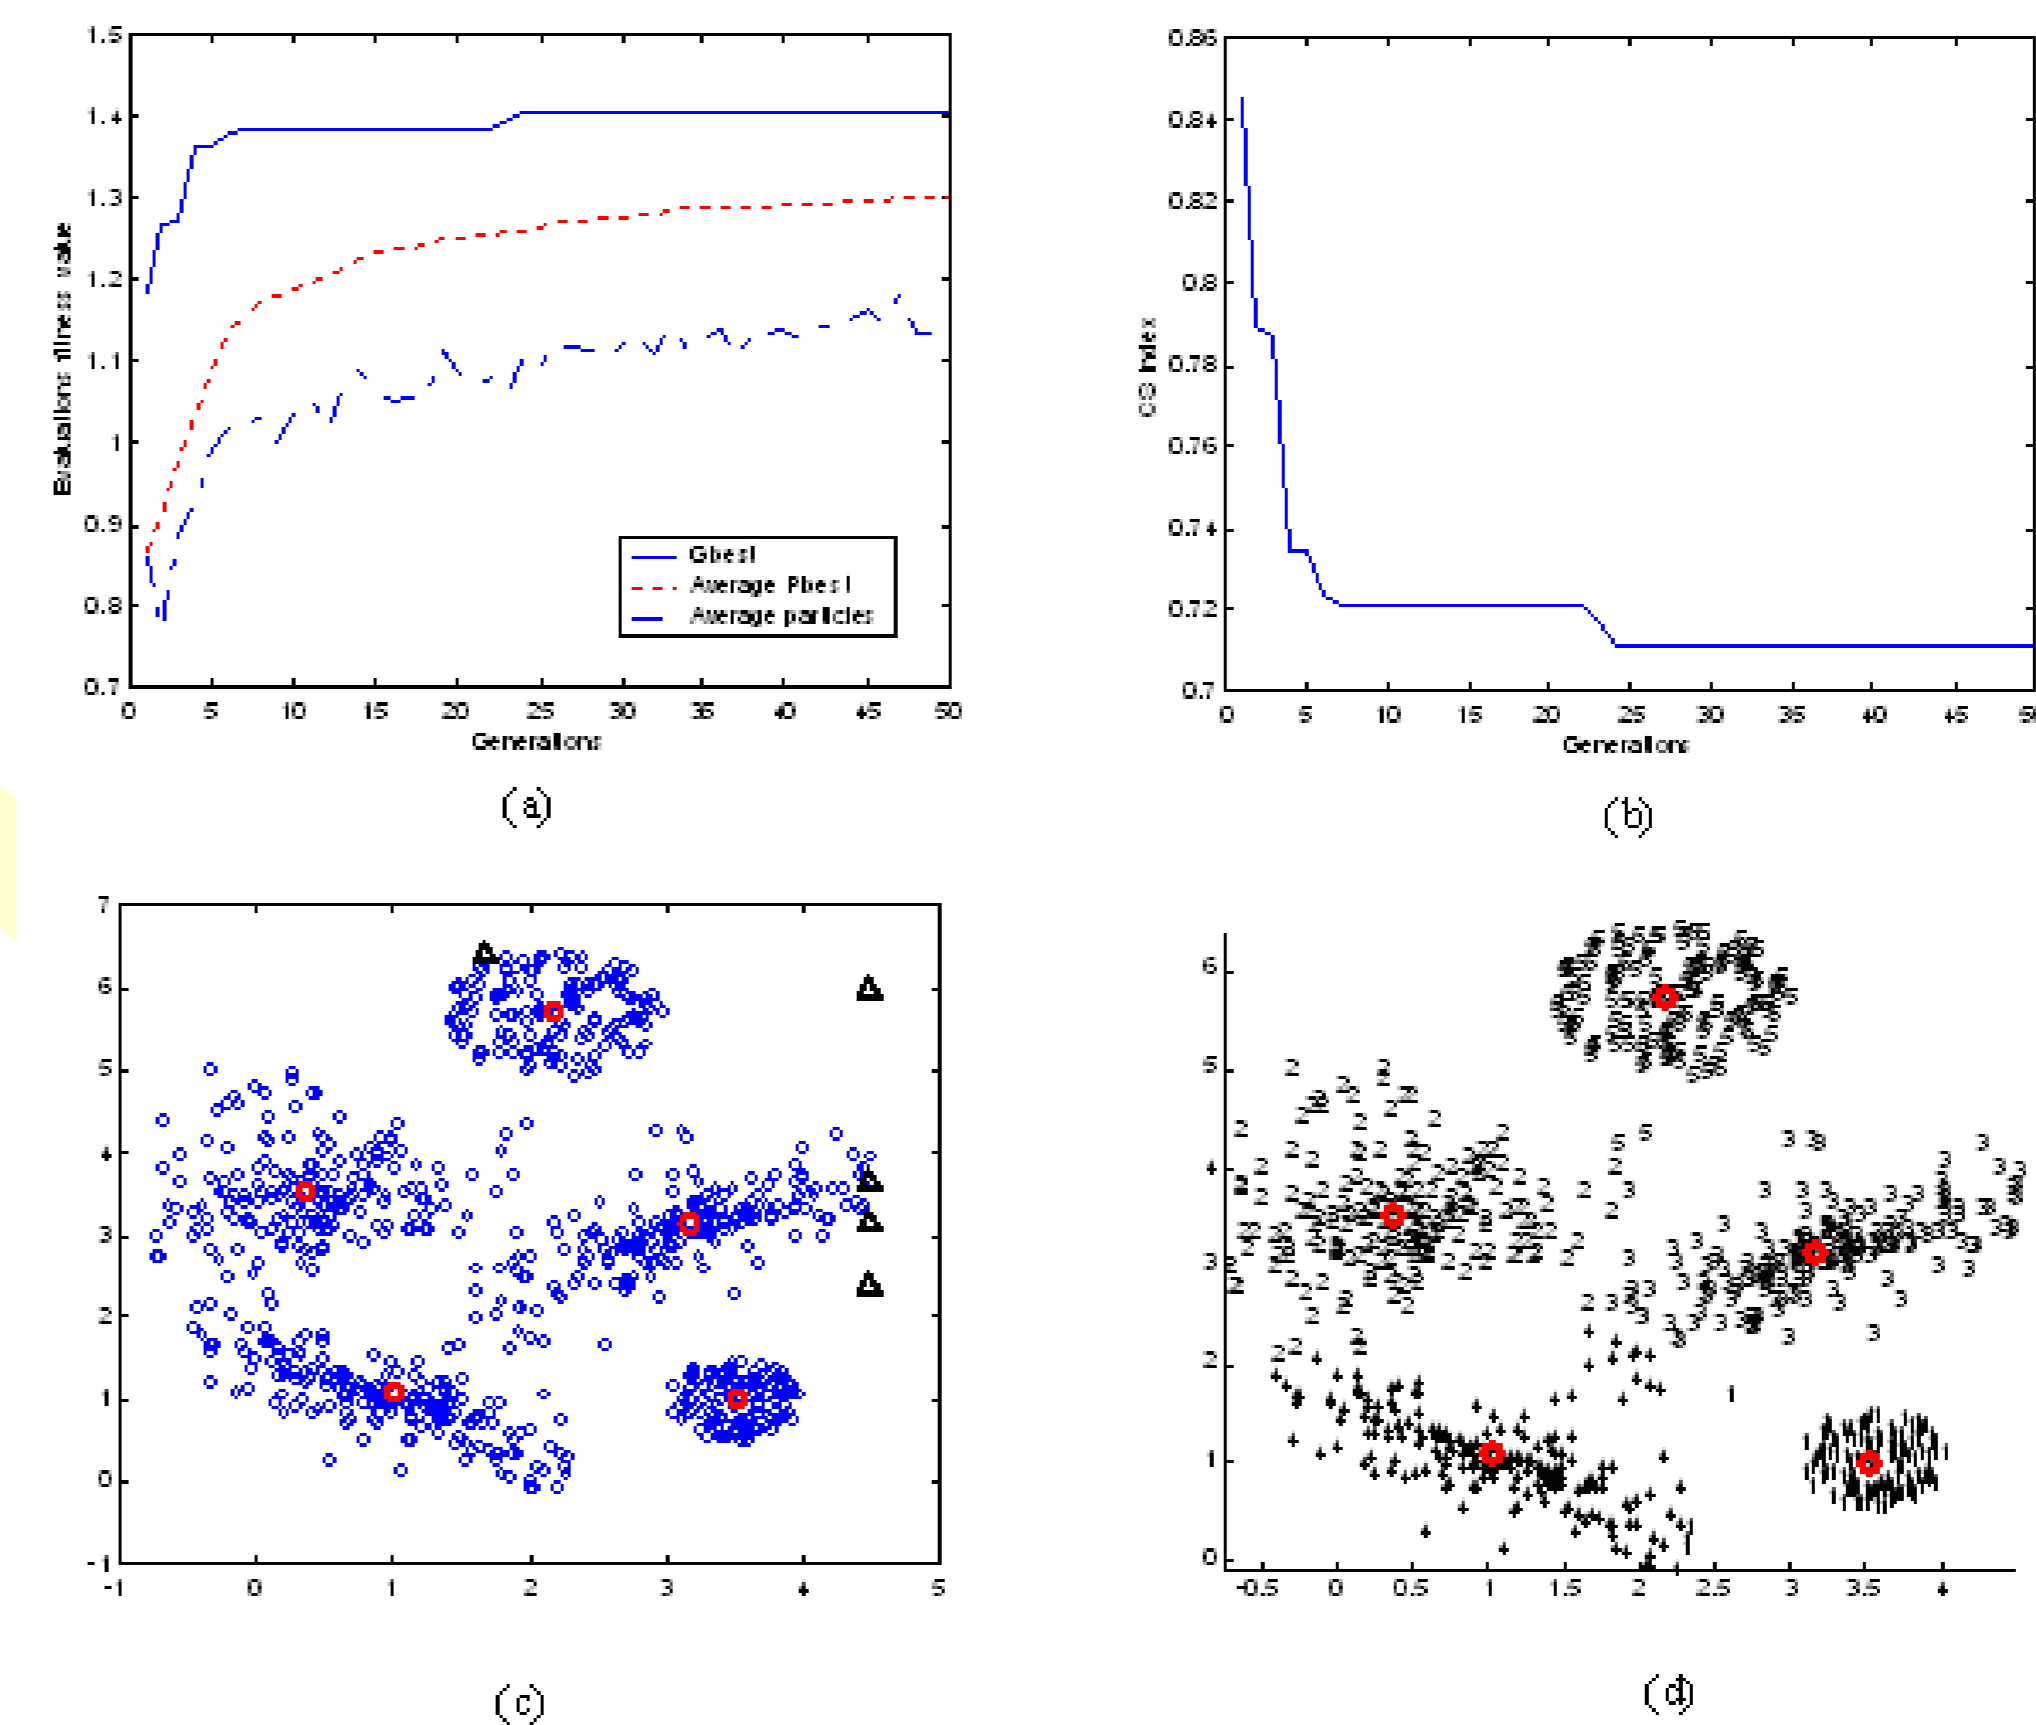 1.5
1.4
1.3
1.2
1.1
1
0.9
0.8
0.7
Evaluations fitness value
Gbest
Average Pbest
Average particles
0 5 10 15 20 25 30 35 40 45 50
Generations
(a)
0.86
0.84
0.82
0.8
0.78
0.76
0.74
0.72
0.7
CS Index
0 5 10 15 20 25 30 35 40 45
Generations
(b)
7
6
5
4
3
2
1
0
-1
-1 0 1 2 3 4 5
(c)
6
5
4
3
2
1
0
-0.5 0 0.5 1 1.5 2 2.5 3 3.5 4
(d)